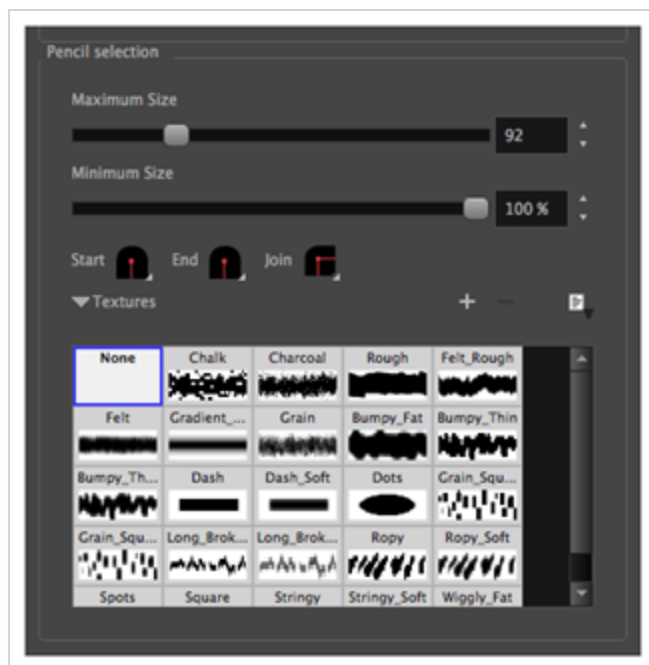 Pencil selection
Maximum Size
92
Minimum Size
100 %
Start End Join
Textures
None Chalk Charcoal Rough Felt_Rough
Felt Gradient_... Grain Bumpy_Fat Bumpy_Thin
Bumpy_Th... Dash Dash_Soft Dots Grain_Squ...
Grain_Squ... Long_Brok... Long_Brok... Ropy Ropy_Soft
Spots Square Stringy Stringy_Soft Wiggly_Fat